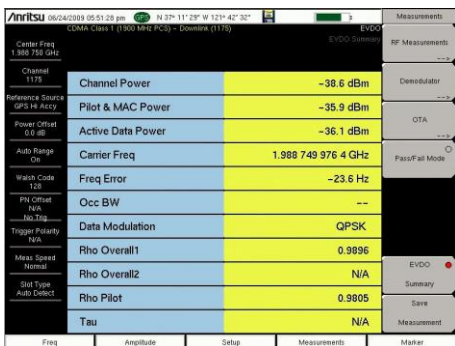 Anritsu 06/24/2009 05:51:28 pm GPS N 37° 11' 29" W 121° 42' 32"
Measurements
CDMA Class 1 (1900 MHz PCS) - Downlink (1175)
EVDO
EVDO Summary
Center Freq
1.988 750 GHz
Channel
1175
Reference Source
GPS Hi Accy
Power Offset
0.0 dB
Auto Range
On
Walsh Code
128
PN Offset
N/A
No Trig
Trigger Polarity
N/A
Meas Speed
Normal
Slot Type
Auto Detect
Channel Power -38.6 dBm
Pilot & MAC Power -35.9 dBm
Active Data Power -36.1 dBm
Carrier Freq 1.988 749 976 4 GHz
Freq Error -23.6 Hz
Occ BW --
Data Modulation QPSK
Rho Overall1 0.9896
Rho Overall2 N/A
Rho Pilot 0.9805
Tau N/A
RF Measurements
-->
Demodulator
-->
OTA
-->
Pass/Fail Mode
EVDO
Summary
Save
Measurement
Freq Amplitude Setup Measurements Marker